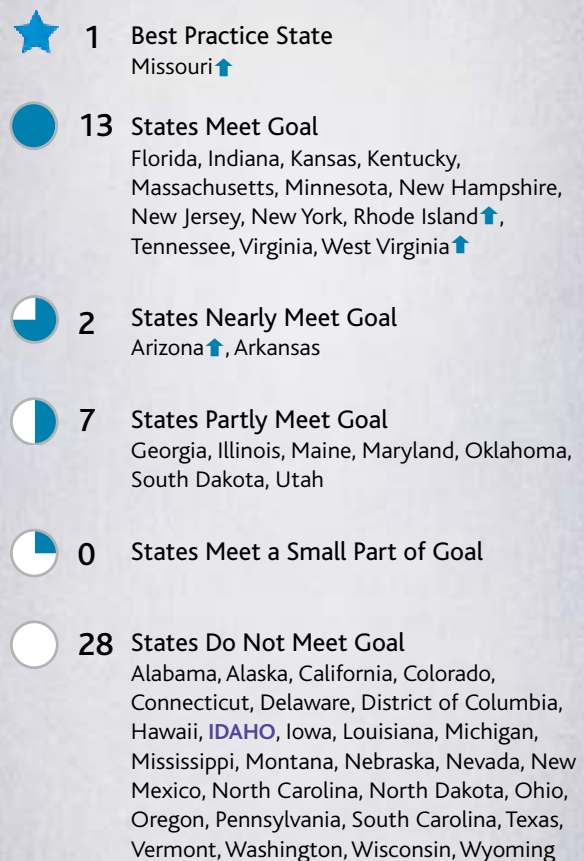 1 Best Practice State
Missouri⬆
13 States Meet Goal
Florida, Indiana, Kansas, Kentucky,
Massachusetts, Minnesota, New Hampshire,
New Jersey, New York, Rhode Island⬆,
Tennessee, Virginia, West Virginia⬆
2 States Nearly Meet Goal
Arizona⬆, Arkansas
7 States Partly Meet Goal
Georgia, Illinois, Maine, Maryland, Oklahoma,
South Dakota, Utah
0 States Meet a Small Part of Goal
28 States Do Not Meet Goal
Alabama, Alaska, California, Colorado,
Connecticut, Delaware, District of Columbia,
Hawaii, IDAHO, Iowa, Louisiana, Michigan,
Mississippi, Montana, Nebraska, Nevada, New
Mexico, North Carolina, North Dakota, Ohio,
Oregon, Pennsylvania, South Carolina, Texas,
Vermont, Washington, Wisconsin, Wyoming